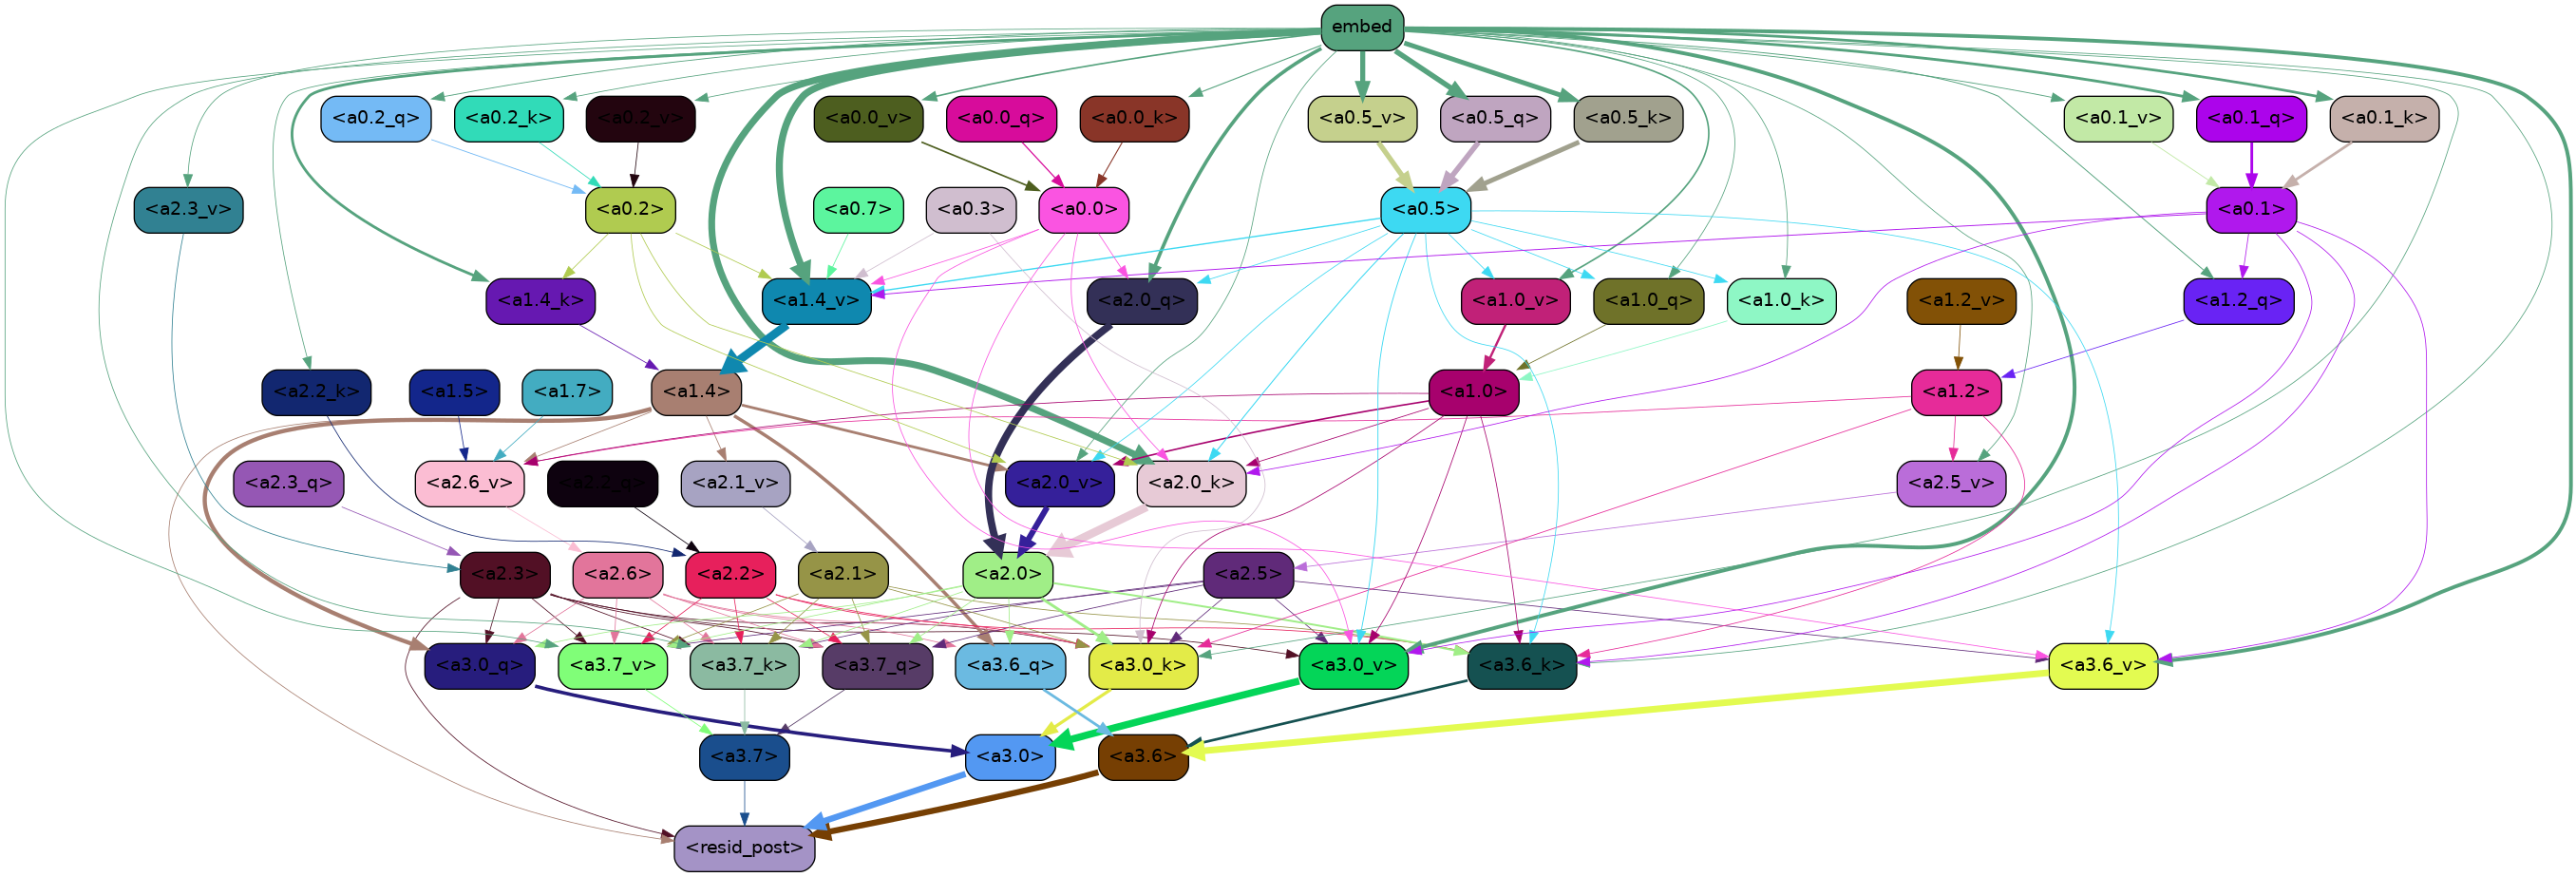 embed
<a0.2_q>
<a0.2_k>
<a0.2_v>
<a0.0_v>
<a0.0_q>
<a0.0_k>
<a0.5_v>
<a0.5_q>
<a0.5_k>
<a0.1_v>
<a0.1_q>
<a0.1_k>
<a2.3_v>
<a0.2>
<a0.7>
<a0.3>
<a0.0>
<a0.5>
<a0.1>
<a1.4_k>
<a1.4_v>
<a2.0_q>
<a1.0_v>
<a1.0_q>
<a1.0_k>
<a1.2_v>
<a1.2_q>
<a2.2_k>
<a1.5>
<a1.7>
<a1.4>
<a1.0>
<a1.2>
<a2.3_q>
<a2.6_v>
<a2.2_q>
<a2.1_v>
<a2.0_v>
<a2.0_k>
<a2.5_v>
<a2.3>
<a2.6>
<a2.2>
<a2.1>
<a2.0>
<a2.5>
<a3.0_q>
<a3.7_v>
<a3.7_k>
<a3.7_q>
<a3.6_q>
<a3.0_k>
<a3.0_v>
<a3.6_k>
<a3.6_v>
<a3.7>
<a3.0>
<a3.6>
<resid_post>